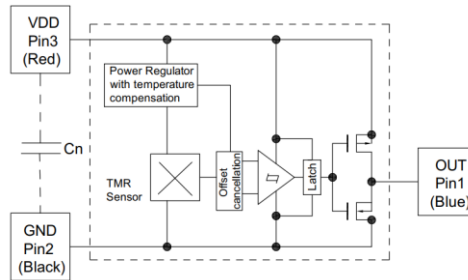 VDD
Pin3
(Red)
Cn
GND
Pin2
(Black)
Power Regulator
with temperature
compensation
TMR
Sensor
Offset
cancellation
Latch
OUT
Pin1
(Blue)